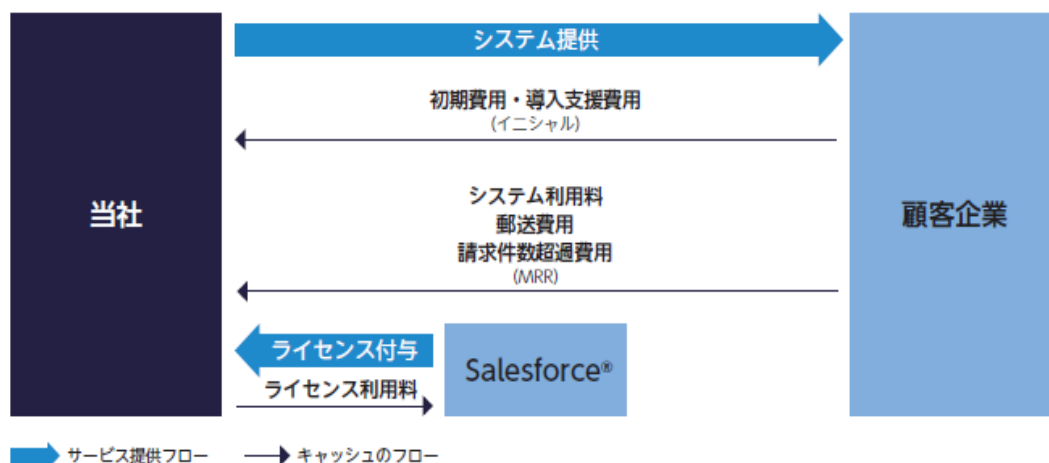 システム提供
初期費用・導入支援費用
(イニシャル)
当社
システム利用料
郵送費用
請求件数超過費用
(MRR)
顧客企業
ライセンス付与
ライセンス利用料
Salesforce®
サービス提供フロー
キャッシュのフロー